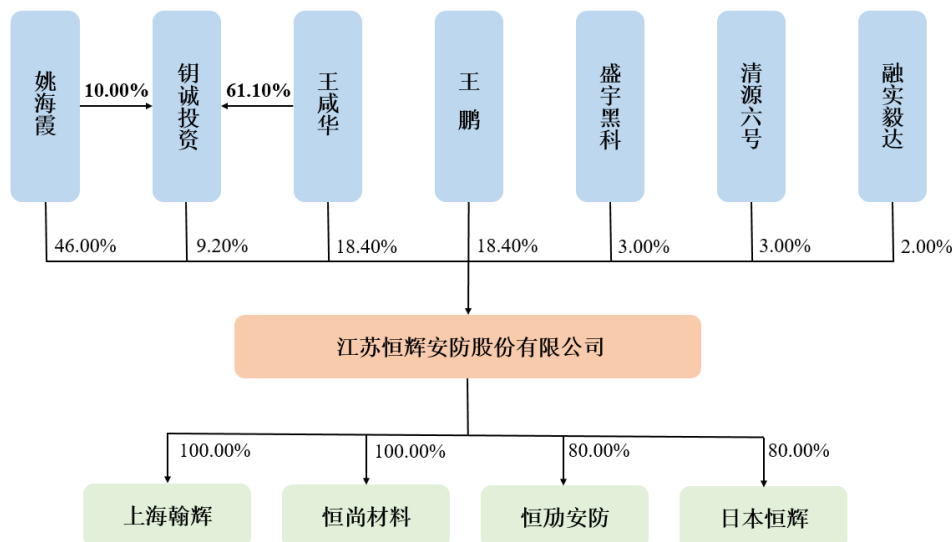 姚海霞
10.00%
钥诚投资
61.10%
王咸华
王鹏
盛宇黑科
清源六号
融实毅达
46.00%
9.20%
18.40%
18.40%
3.00%
3.00%
2.00%
江苏恒辉安防股份有限公司
100.00%
100.00%
80.00%
80.00%
上海翰辉
恒尚材料
恒劢安防
日本恒辉